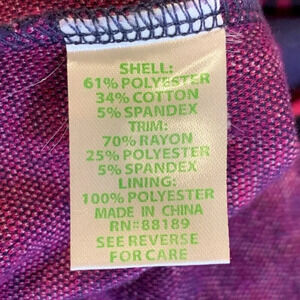 SHELL:
61% POLYESTER
34% COTTON
5% SPANDEX
TRIM:
70% RAYON
25% POLYESTER
5% SPANDEX
LINING:
100% POLYESTER
MADE IN CHINA
RN#88189
SEE REVERSE
FOR CARE